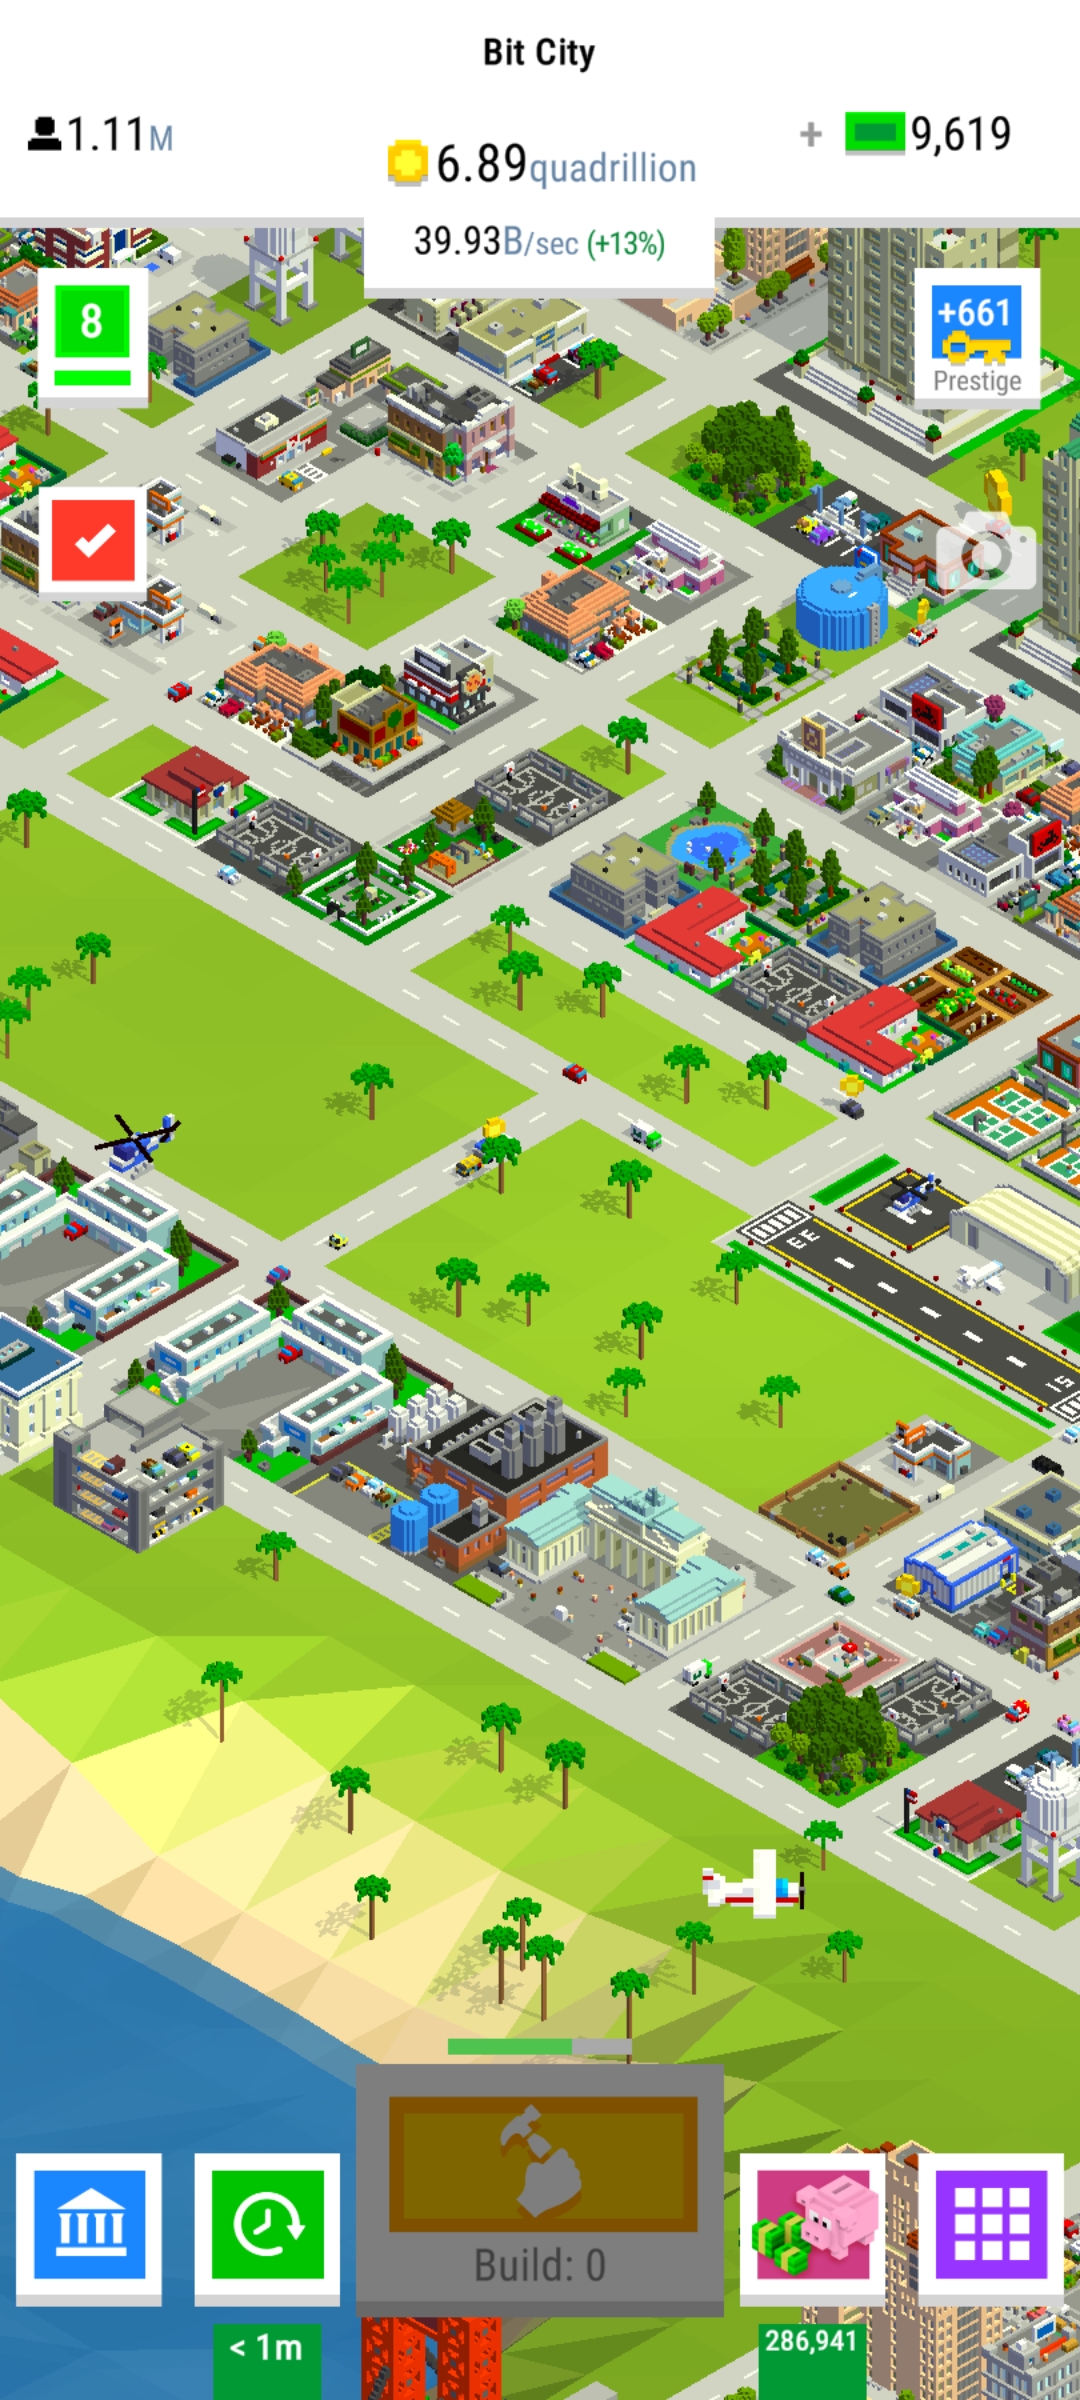 Bit City
1.11M
6.89quadrillion
+ 9,619
39.93B/sec (+13%)
8
+661
Prestige
Build: 0
< 1m
286,941